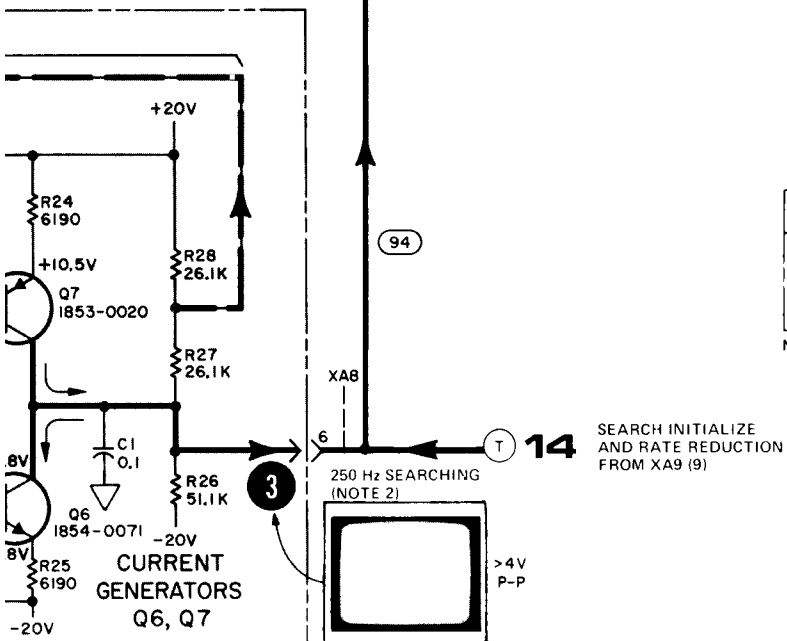 +20V
R24
6190
94
+10.5V
R28
26.1K
Q7
1853-0020
R27
26.1K
XA8
6
T
14
SEARCH INITIALIZE
AND RATE REDUCTION
FROM XA9 (9)
C1
0.1
.8V
3
250 Hz SEARCHING
(NOTE 2)
R26
51.1K
Q6
1854-0071
-20V
8V
R25
6190
CURRENT
GENERATORS
Q6, Q7
>4V
P-P
-20V